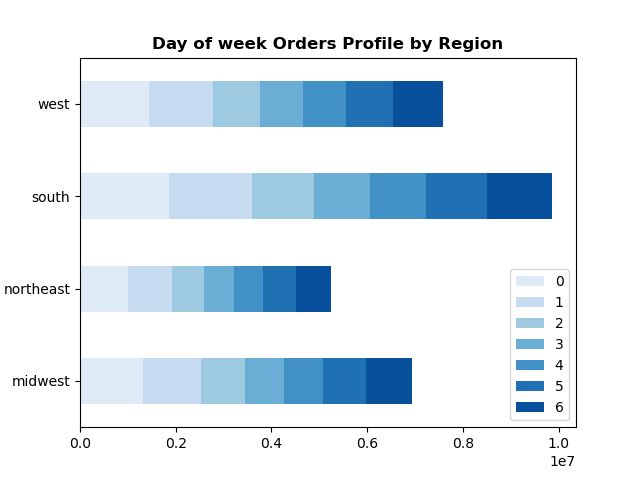 Day of week Orders Profile by Region
west
south
northeast
midwest
0
1
2
3
4
5
6
0.0 0.2 0.4 0.6 0.8 1.0
1e7